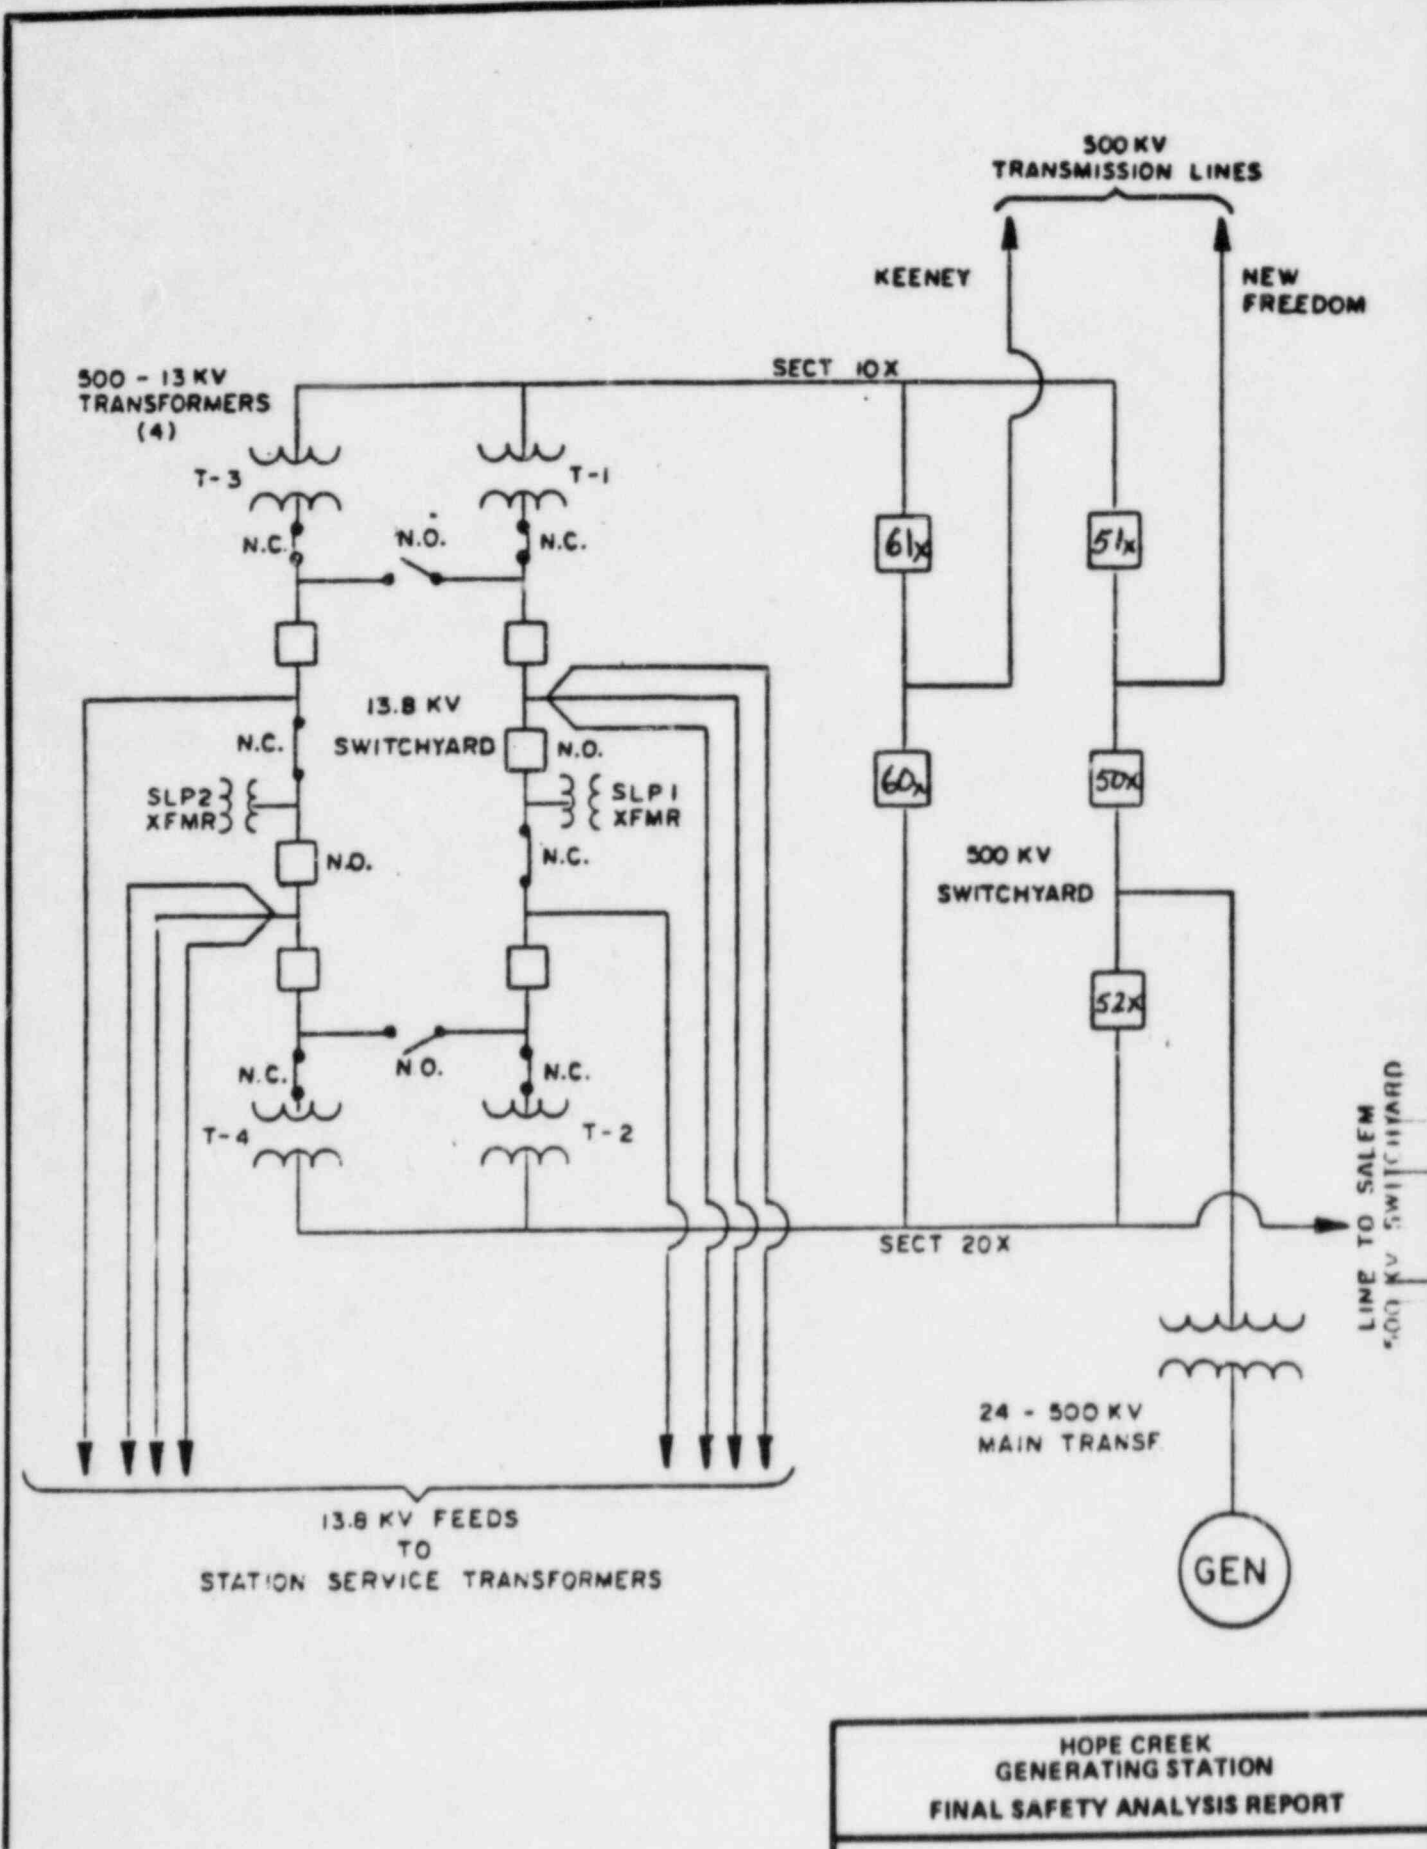 500 KV
TRANSMISSION LINES
KEENEY
NEW
FREEDOM
SECT 10X
500 - 13 KV
TRANSFORMERS
(4)
T-3
T-1
N.C.
N.O.
N.C.
61x
51x
13.8 KV
SWITCHYARD
N.C.
N.O.
SLP2
XFMR
SLP1
XFMR
60x
50x
N.O.
N.C.
500 KV
SWITCHYARD
52x
N.C.
N.O.
N.C.
T-4
T-2
SECT 20X
LINE TO SALEM
500 KV SWITCHYARD
24 - 500 KV
MAIN TRANSF.
13.8 KV FEEDS
TO
STATION SERVICE TRANSFORMERS
GEN
HOPE CREEK
GENERATING STATION
FINAL SAFETY ANALYSIS REPORT